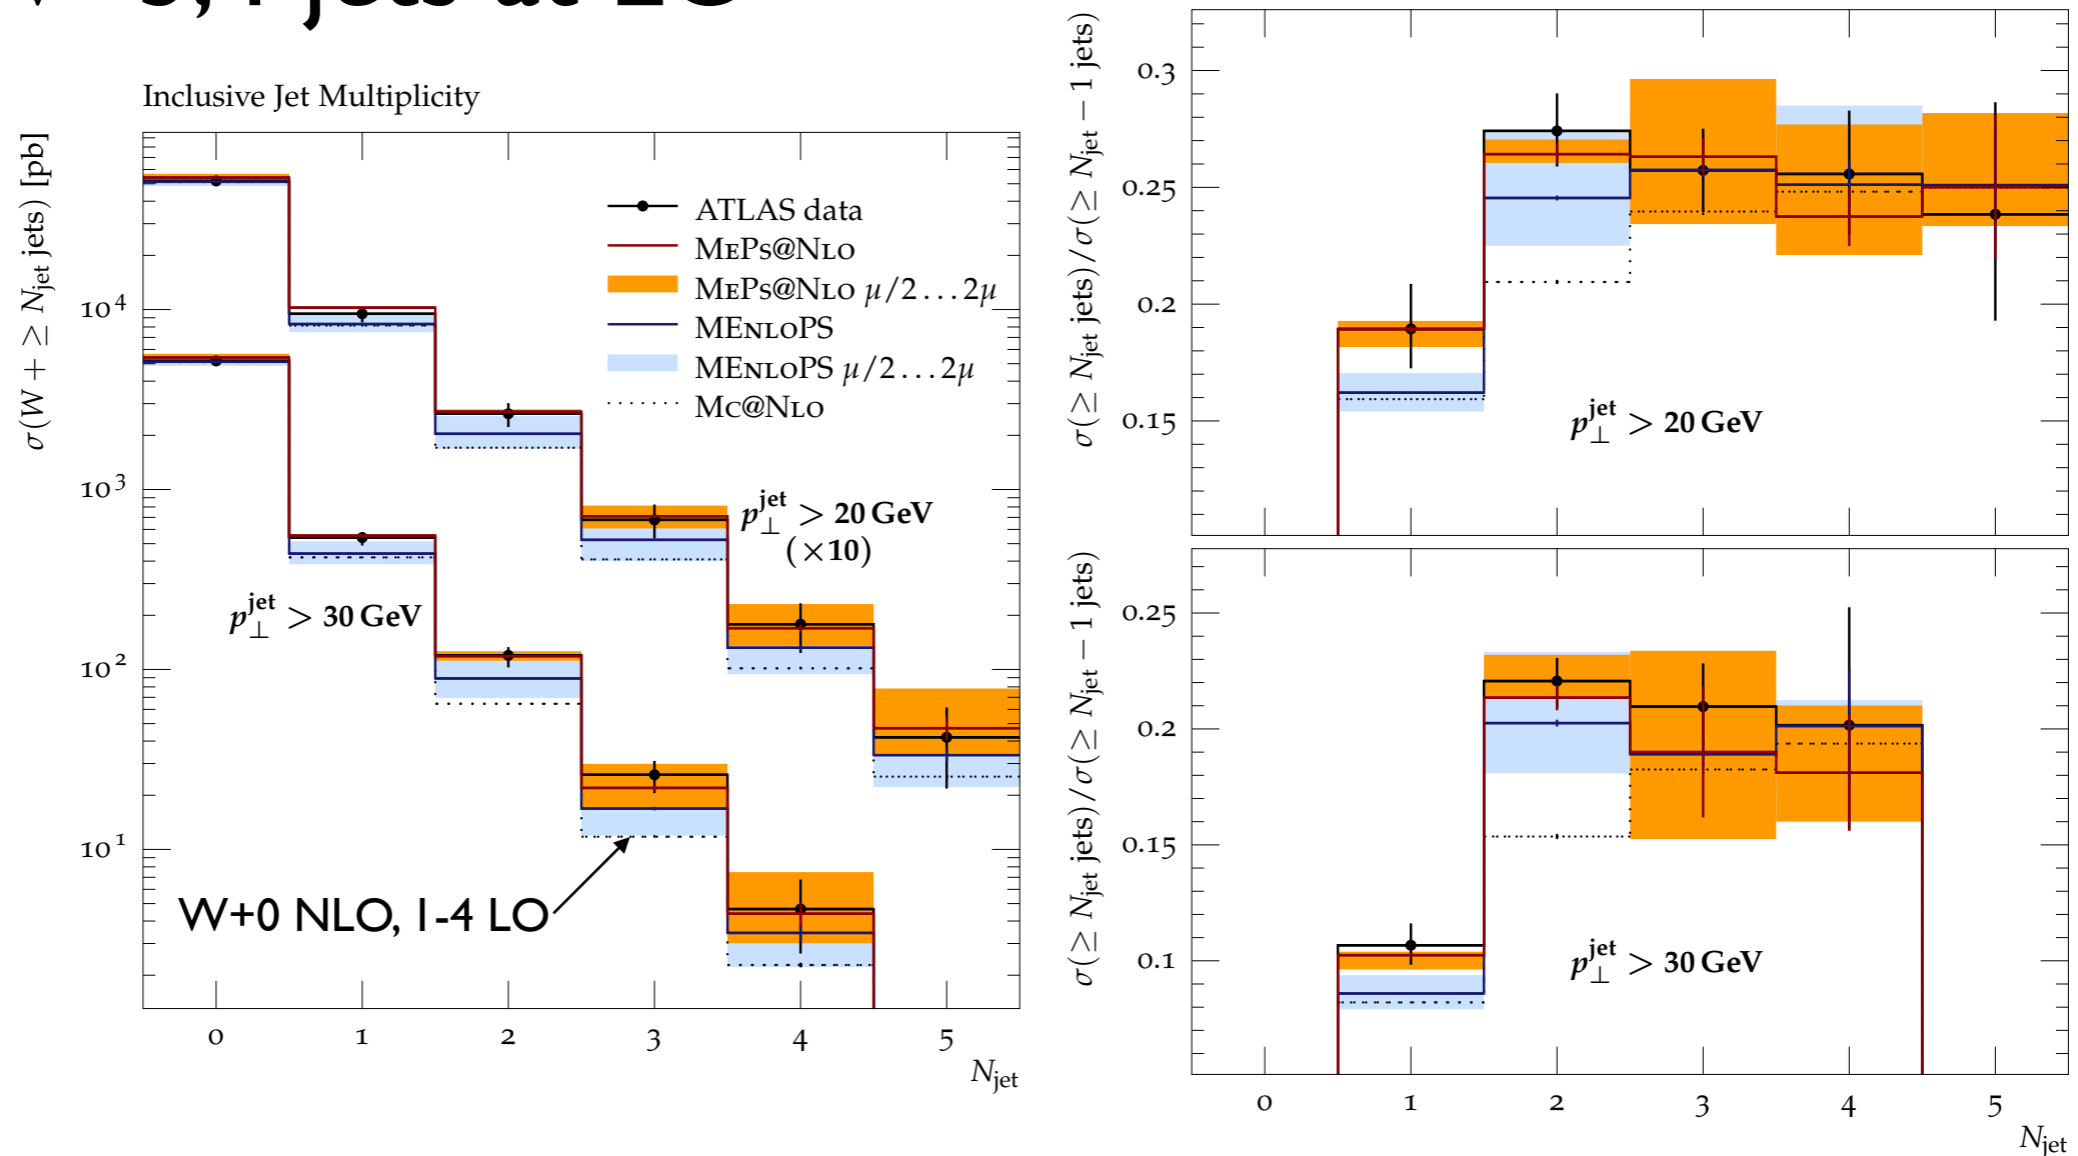 Inclusive Jet Multiplicity
σ(W + ≥ N_jet jets) [pb]
ATLAS data
MEPS@NLO
MEPS@NLO μ/2...2μ
MENLOPS
MENLOPS μ/2...2μ
MC@NLO
10^4
10^3
10^2
10^1
p_⊥^jet > 20 GeV
(×10)
p_⊥^jet > 30 GeV
W+0 NLO, 1-4 LO
0 1 2 3 4 5
N_jet
σ(≥ N_jet jets)/σ(≥ N_jet − 1 jets)
0.3
0.25
0.2
0.15
p_⊥^jet > 20 GeV
σ(≥ N_jet jets)/σ(≥ N_jet − 1 jets)
0.25
0.2
0.15
0.1
p_⊥^jet > 30 GeV
0 1 2 3 4 5
N_jet